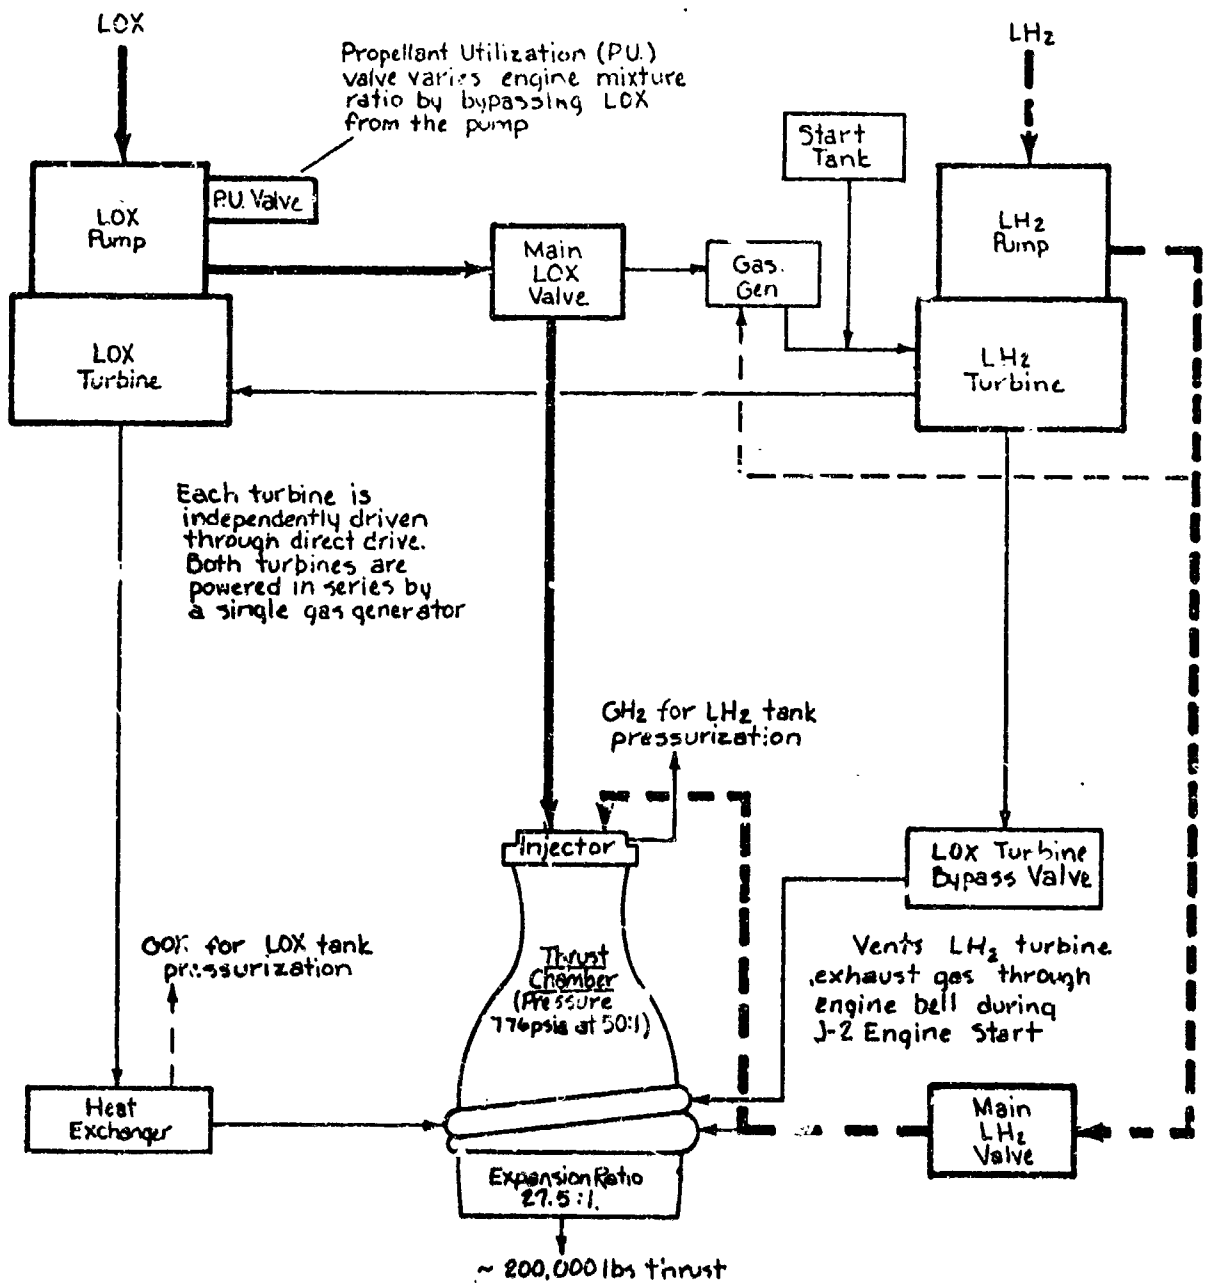 LOX
Propellant Utilization (P.U.)
valve varies engine mixture
ratio by bypassing LOX
from the pump
LH2
Start
Tank
LOX
Pump
P.U. Valve
Main
LOX
Valve
Gas.
Gen
LH2
Pump
LOX
Turbine
LH2
Turbine
Each turbine is
independently driven
through direct drive.
Both turbines are
powered in series by
a single gas generator
GH2 for LH2 tank
pressurization
Injector
LOX Turbine
Bypass Valve
Thrust
Chamber
(Pressure
776psia at 50:1)
for LOX tank
pressurization
Vents LH2 turbine
exhaust gas through
engine bell during
J-2 Engine Start
Heat
Exchanger
Main
LH2
Valve
Expansion Ratio
27.5:1.
~ 200,000 lbs thrust